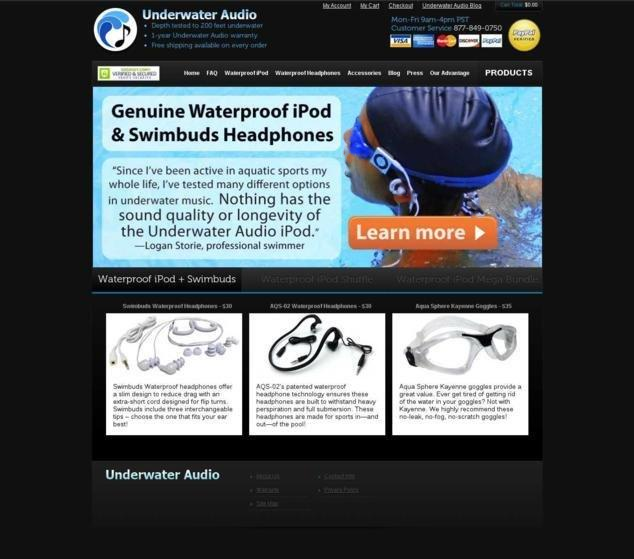 My Account My Cart Checkout Underwater Audio Blog Cart Total: $0.00
Underwater Audio
Depth tested to 200 feet underwater
1-year Underwater Audio warranty
Free shipping available on every order
Mon-Fri 9am-4pm PST
Customer Service 877-849-0750
VISA DISCOVER PayPal
PayPal
VERIFIED
VERIFIED & SECURED
Home FAQ Waterproof iPod Waterproof Headphones Accessories Blog Press Our Advantage PRODUCTS
Genuine Waterproof iPod
& Swimbuds Headphones
“Since I’ve been active in aquatic sports my
whole life, I’ve tested many different options
in underwater music. Nothing has the
sound quality or longevity of
the Underwater Audio iPod.”
—Logan Storie, professional swimmer
Learn more
Waterproof iPod + Swimbuds Waterproof iPod Shuffle Waterproof iPod Mega Bundle
Swimbuds Waterproof Headphones - $30
AQS-02 Waterproof Headphones - $30
Aqua Sphere Kayenne Goggles - $35
Swimbuds Waterproof headphones offer
a slim design to reduce drag with an
extra-short cord designed for flip turns.
Swimbuds include three interchangeable
tips – choose the one that fits your ear
best!
AQS-02's patented waterproof
headphone technology ensures these
headphones are built to withstand heavy
perspiration and full submersion. These
headphones are made for sports in—and
out—of the pool!
Aqua Sphere Kayenne goggles provide a
great value. Ever get tired of getting rid
of the water in your goggles? Not with
Kayenne. We highly recommend these
no-leak, no-fog, no-scratch goggles!
Underwater Audio
About Us
Warranty
Site Map
Contact Info
Privacy Policy